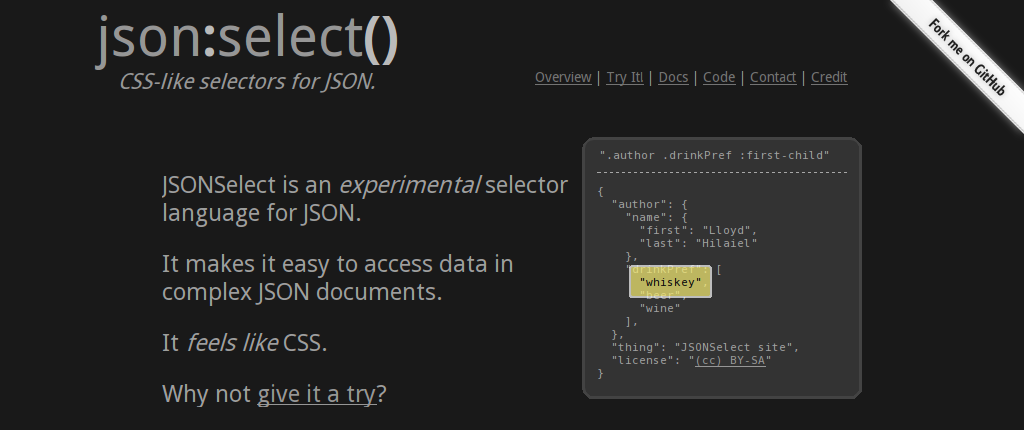 json:select()
CSS-like selectors for JSON.
Overview | Try It! | Docs | Code | Contact | Credit
Fork me on GitHub
JSONSelect is an experimental selector
language for JSON.
It makes it easy to access data in
complex JSON documents.
It feels like CSS.
Why not give it a try?
".author .drinkPref :first-child"
{
"author": {
"name": {
"first": "Lloyd",
"last": "Hilaiel"
},
"drinkPref": [
"whiskey",
"beer",
"wine"
],
},
"thing": "JSONSelect site",
"license": "(cc) BY-SA"
}